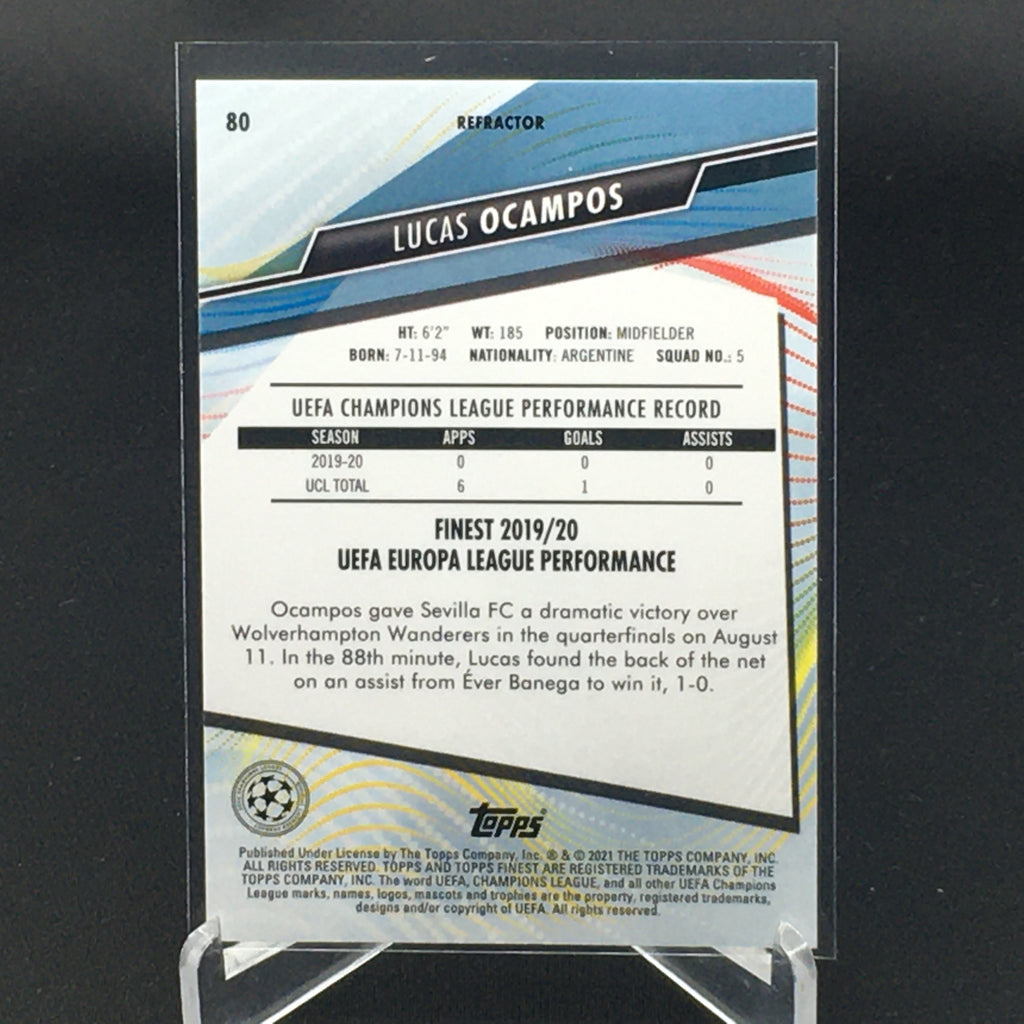 80
REFRACTOR
LUCAS OCAMPOS
HT: 6'2" WT: 185 POSITION: MIDFIELDER
BORN: 7-11-94 NATIONALITY: ARGENTINE SQUAD NO.: 5
UEFA CHAMPIONS LEAGUE PERFORMANCE RECORD
SEASON APPS GOALS ASSISTS
2019-20 0 0 0
UCL TOTAL 6 1 0
FINEST 2019/20
UEFA EUROPA LEAGUE PERFORMANCE
Ocampos gave Sevilla FC a dramatic victory over
Wolverhampton Wanderers in the quarterfinals on August
11. In the 88th minute, Lucas found the back of the net
on an assist from Éver Banega to win it, 1-0.
Topps
Published Under License by The Topps Company, Inc. ® & © 2021 THE TOPPS COMPANY, INC.
ALL RIGHTS RESERVED. TOPPS AND TOPPS FINEST ARE REGISTERED TRADEMARKS OF THE
TOPPS COMPANY, INC. The word UEFA, CHAMPIONS LEAGUE, and all other UEFA Champions
League marks, names, logos, mascots and trophies are the property, registered trademarks,
designs and/or copyright of UEFA. All rights reserved.